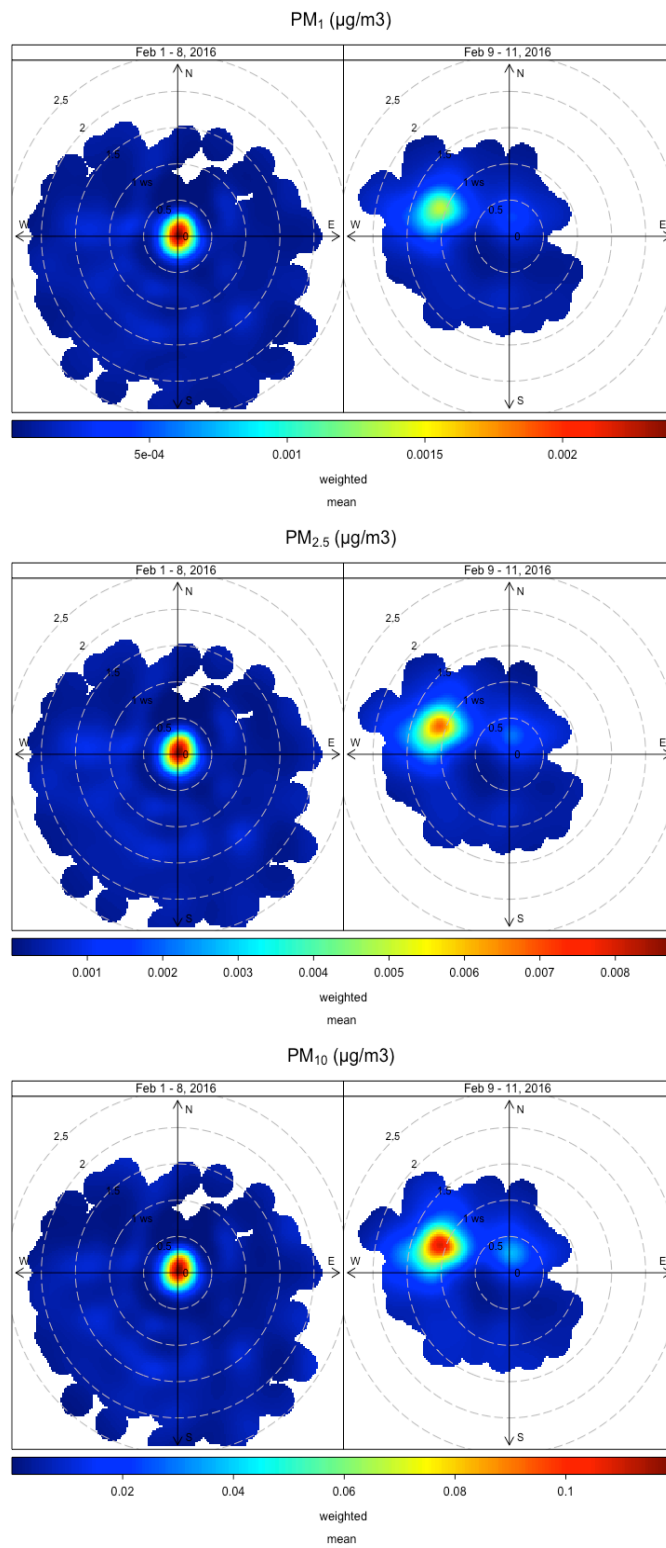 PM₁ (µg/m3)
Feb 1 - 8, 2016 Feb 9 - 11, 2016
N N
2.5 2.5
2 2
1.5 1.5
1 ws 1 ws
W 0.5 E W 0.5 E
0 0
S S
5e-04 0.001 0.0015 0.002
weighted
mean
PM₂.₅ (µg/m3)
Feb 1 - 8, 2016 Feb 9 - 11, 2016
N N
2.5 2.5
2 2
1.5 1.5
1 ws 1 ws
0.5 0.5
W E W E
0 0
S S
0.001 0.002 0.003 0.004 0.005 0.006 0.007 0.008
weighted
mean
PM₁₀ (µg/m3)
Feb 1 - 8, 2016 Feb 9 - 11, 2016
N N
2.5 2.5
2 2
1.5 1.5
1 ws 1 ws
0.5 0.5
W E W E
0 0
S S
0.02 0.04 0.06 0.08 0.1
weighted
mean